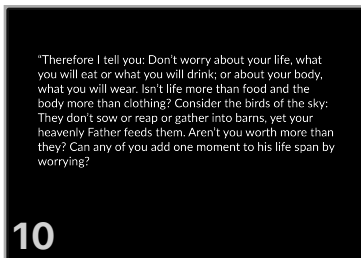 “Therefore I tell you: Don’t worry about your life, what
you will eat or what you will drink; or about your body,
what you will wear. Isn’t life more than food and the
body more than clothing? Consider the birds of the sky:
They don’t sow or reap or gather into barns, yet your
heavenly Father feeds them. Aren’t you worth more than
they? Can any of you add one moment to his life span by
worrying?
10